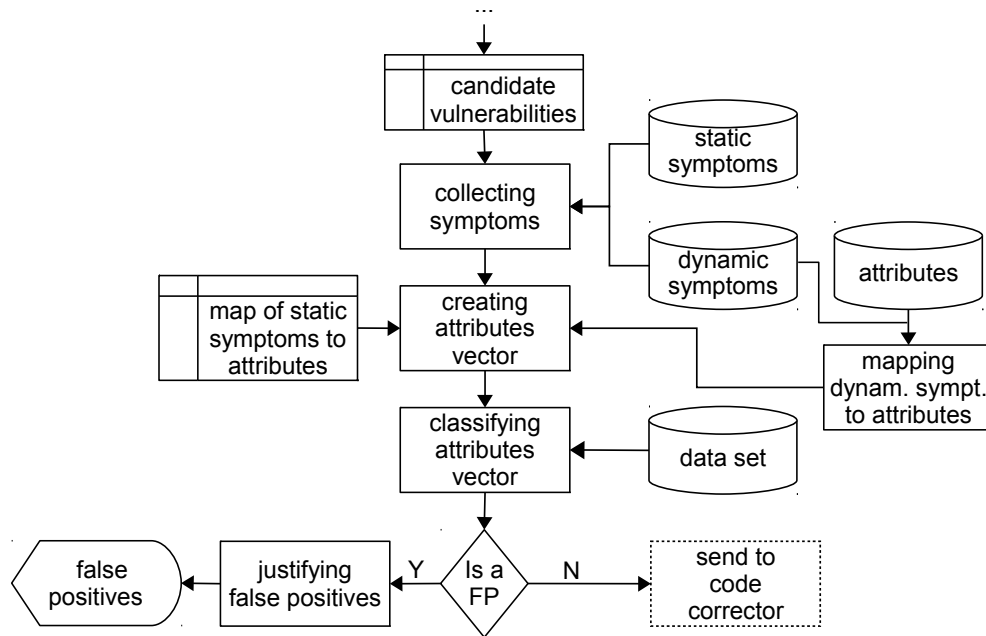 ...
candidate
vulnerabilities
static
symptoms
collecting
symptoms
dynamic
symptoms
attributes
map of static
symptoms to
attributes
creating
attributes
vector
mapping
dynam. sympt.
to attributes
classifying
attributes
vector
data set
false
positives
justifying
false positives
Y
Is a
FP
N
send to
code
corrector